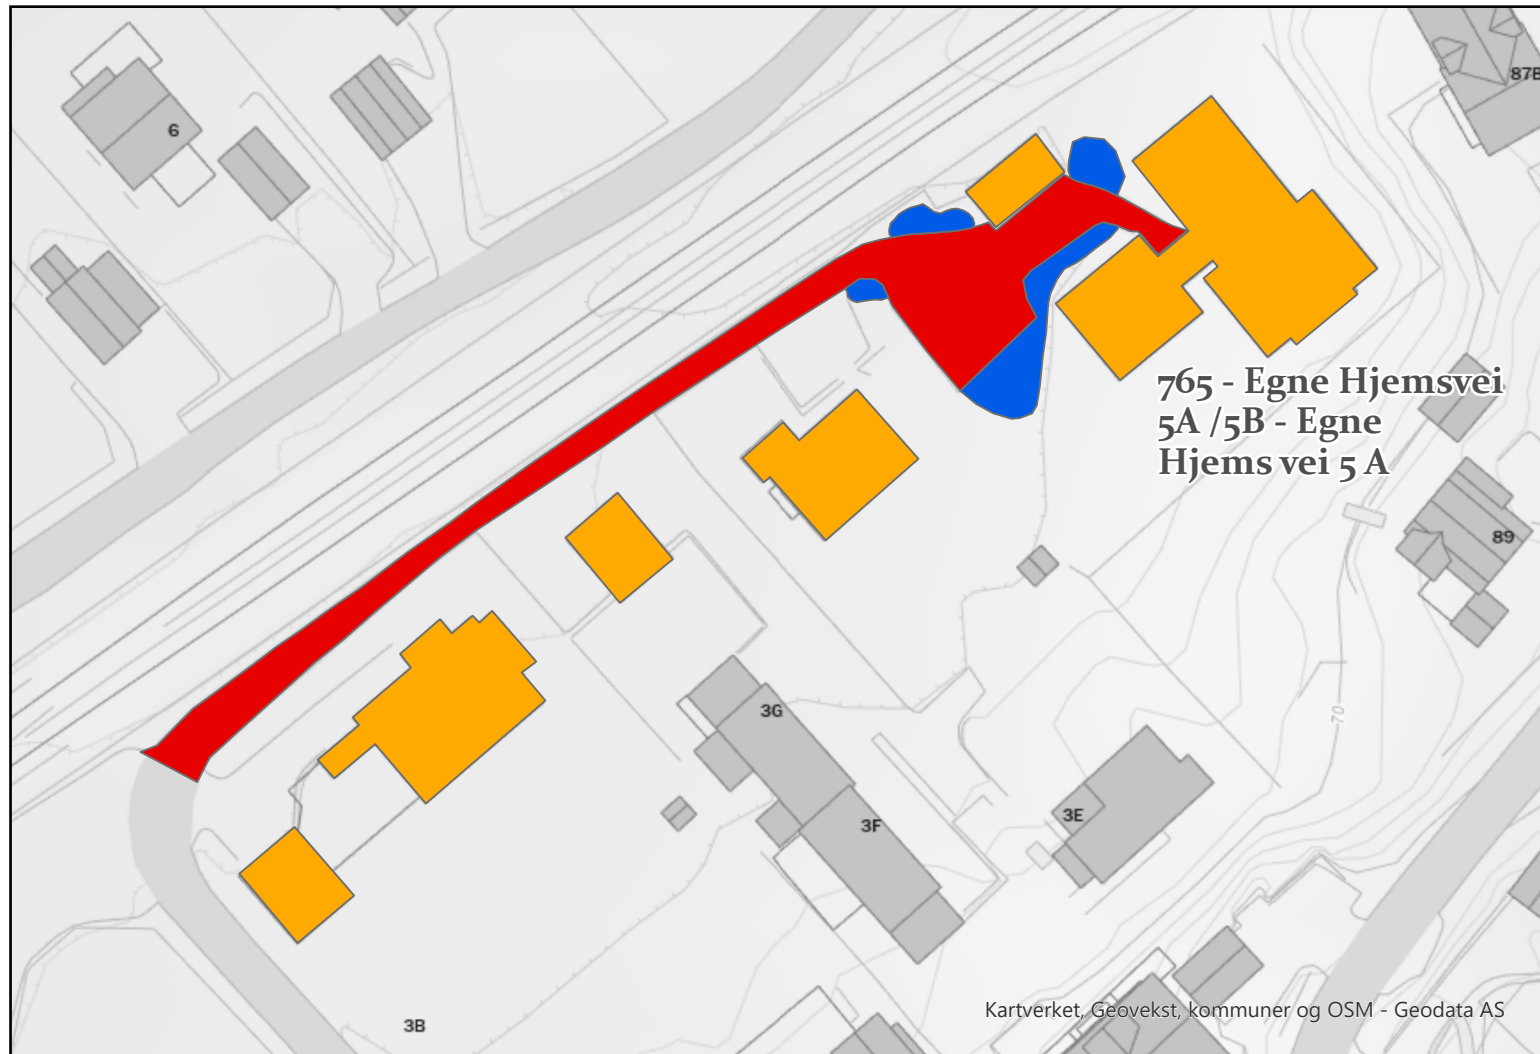 87B
6
765 - Egne Hjemsvei
5A /5B - Egne
Hjems vei 5 A
89
3G
70
3F
3E
Kartverket, Geovekst, kommuner og OSM - Geodata AS
3B